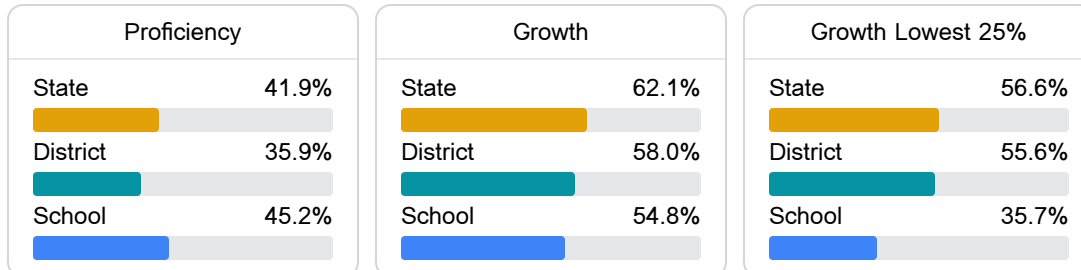 Proficiency
State 41.9%
District 35.9%
School 45.2%
Growth
State 62.1%
District 58.0%
School 54.8%
Growth Lowest 25%
State 56.6%
District 55.6%
School 35.7%